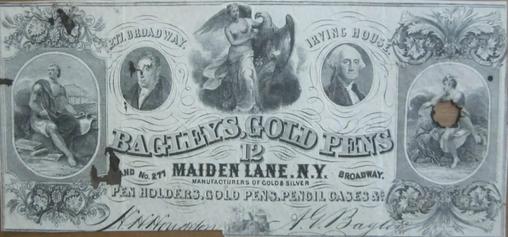 277, BROADWAY.
IRVING HOUSE
BAGLEY'S, GOLD PENS
12
AND No. 277 MAIDEN LANE. N.Y. BROADWAY.
MANUFACTURERS OF GOLD & SILVER
PEN HOLDERS, GOLD PENS, PENCIL CASES &c.
A. G. Bagley